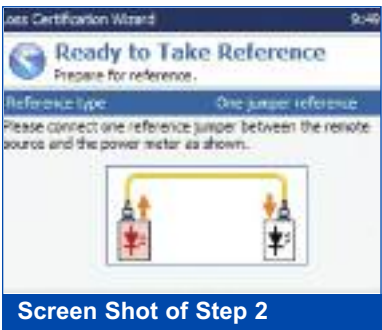 Loss Certification Wizard 9:49
Ready to Take Reference
Prepare for reference.
Reference type One jumper reference
Please connect one reference jumper between the remote
source and the power meter as shown.
Screen Shot of Step 2